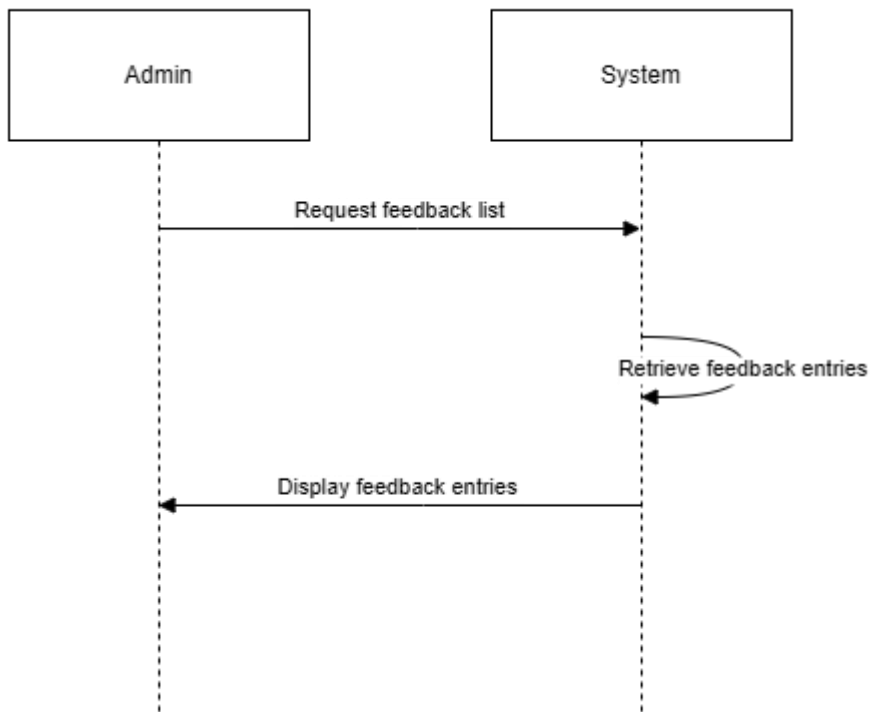 Admin
System
Request feedback list
Retrieve feedback entries
Display feedback entries